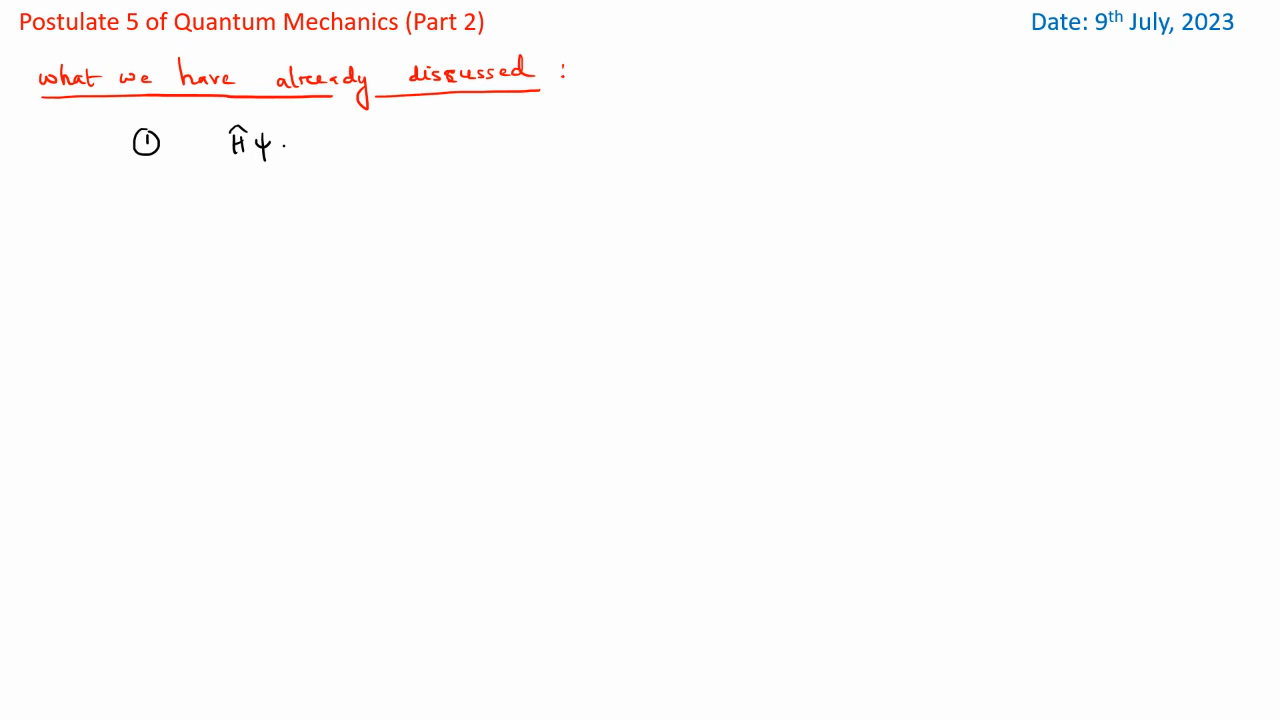 Postulate 5 of Quantum Mechanics (Part 2)
Date: 9th July, 2023
what we have already discussed :
① Ĥψ.